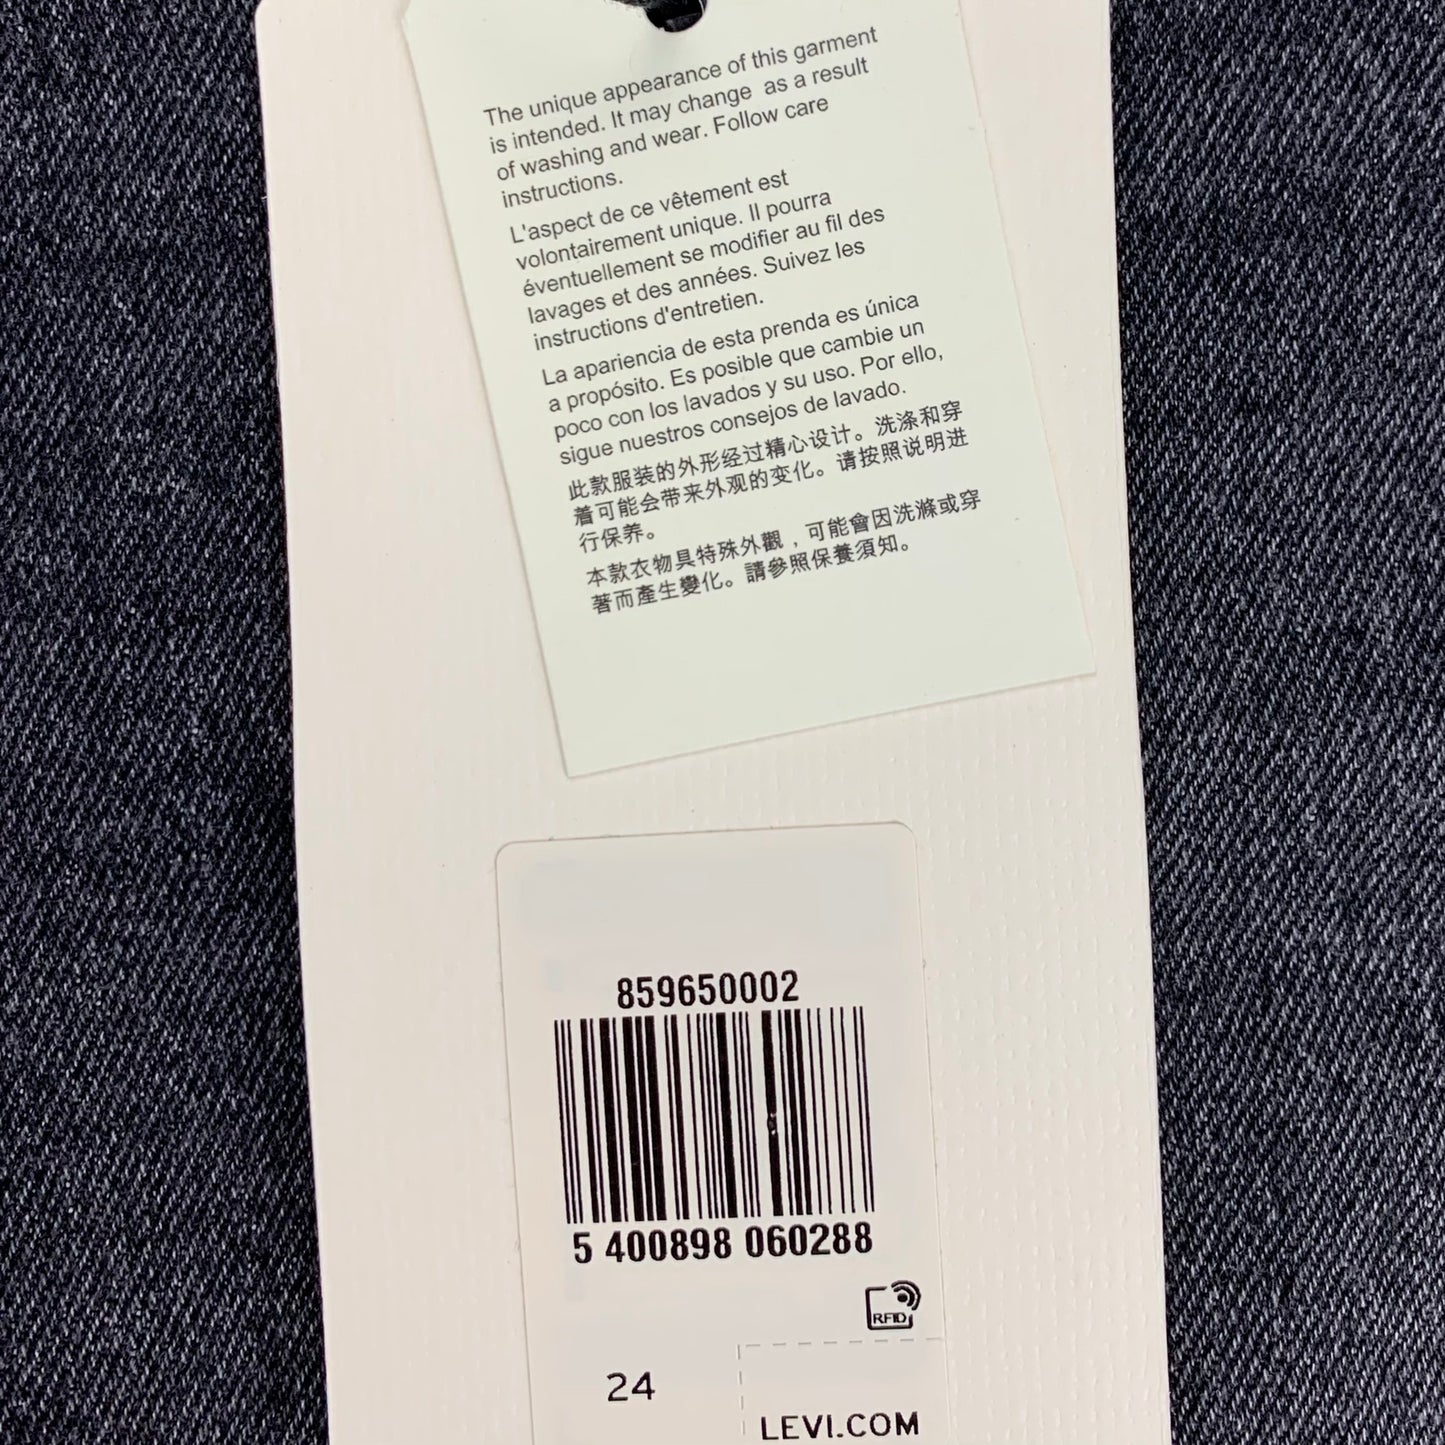 The unique appearance of this garment
is intended. It may change as a result
of washing and wear. Follow care
instructions.
L'aspect de ce vêtement est
volontairement unique. Il pourra
éventuellement se modifier au fil des
lavages et des années. Suivez les
instructions d'entretien.
La apariencia de esta prenda es única
a propósito. Es posible que cambie un
poco con los lavados y su uso. Por ello,
sigue nuestros consejos de lavado.
此款服装的外形经过精心设计。洗涤和穿
着可能会带来外观的变化。请按照说明进
行保养。
本款衣物具特殊外觀，可能會因洗滌或穿
著而產生變化。請參照保養須知。
859650002
5 400898 060288
RFID
24
LEVI.COM